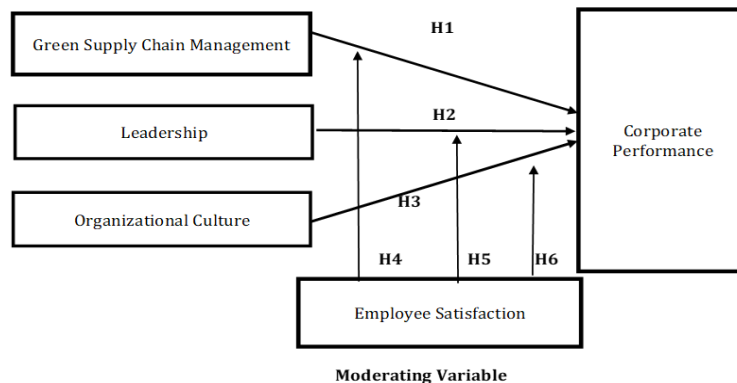 H1
Green Supply Chain Management
H2
Leadership
Corporate
Performance
H3
Organizational Culture
H4
H5
H6
Employee Satisfaction
Moderating Variable